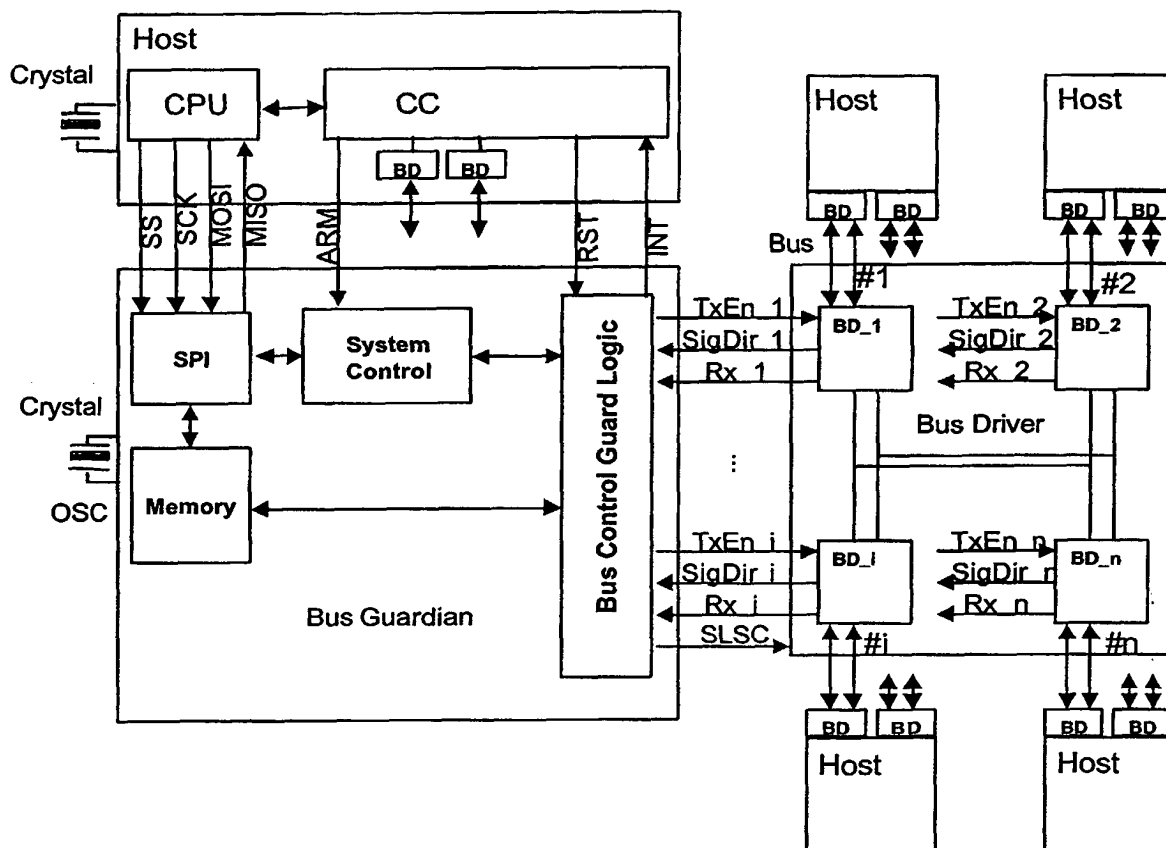 Host
Crystal
CPU
CC
BD
BD
SS
SCK
MOSI
MISO
ARM
RST
INT
Host
BD
BD
Host
BD
BD
Bus
#1
#2
SPI
System
Control
Bus Control Guard Logic
TxEn_1
SigDir_1
Rx_1
BD_1
TxEn_2
SigDir_2
Rx_2
BD_2
Crystal
OSC
Memory
Bus Driver
...
TxEn_i
SigDir_i
Rx_i
SLSC
BD_i
TxEn_n
SigDir_n
Rx_n
BD_n
Bus Guardian
#i
#n
BD
BD
Host
BD
BD
Host